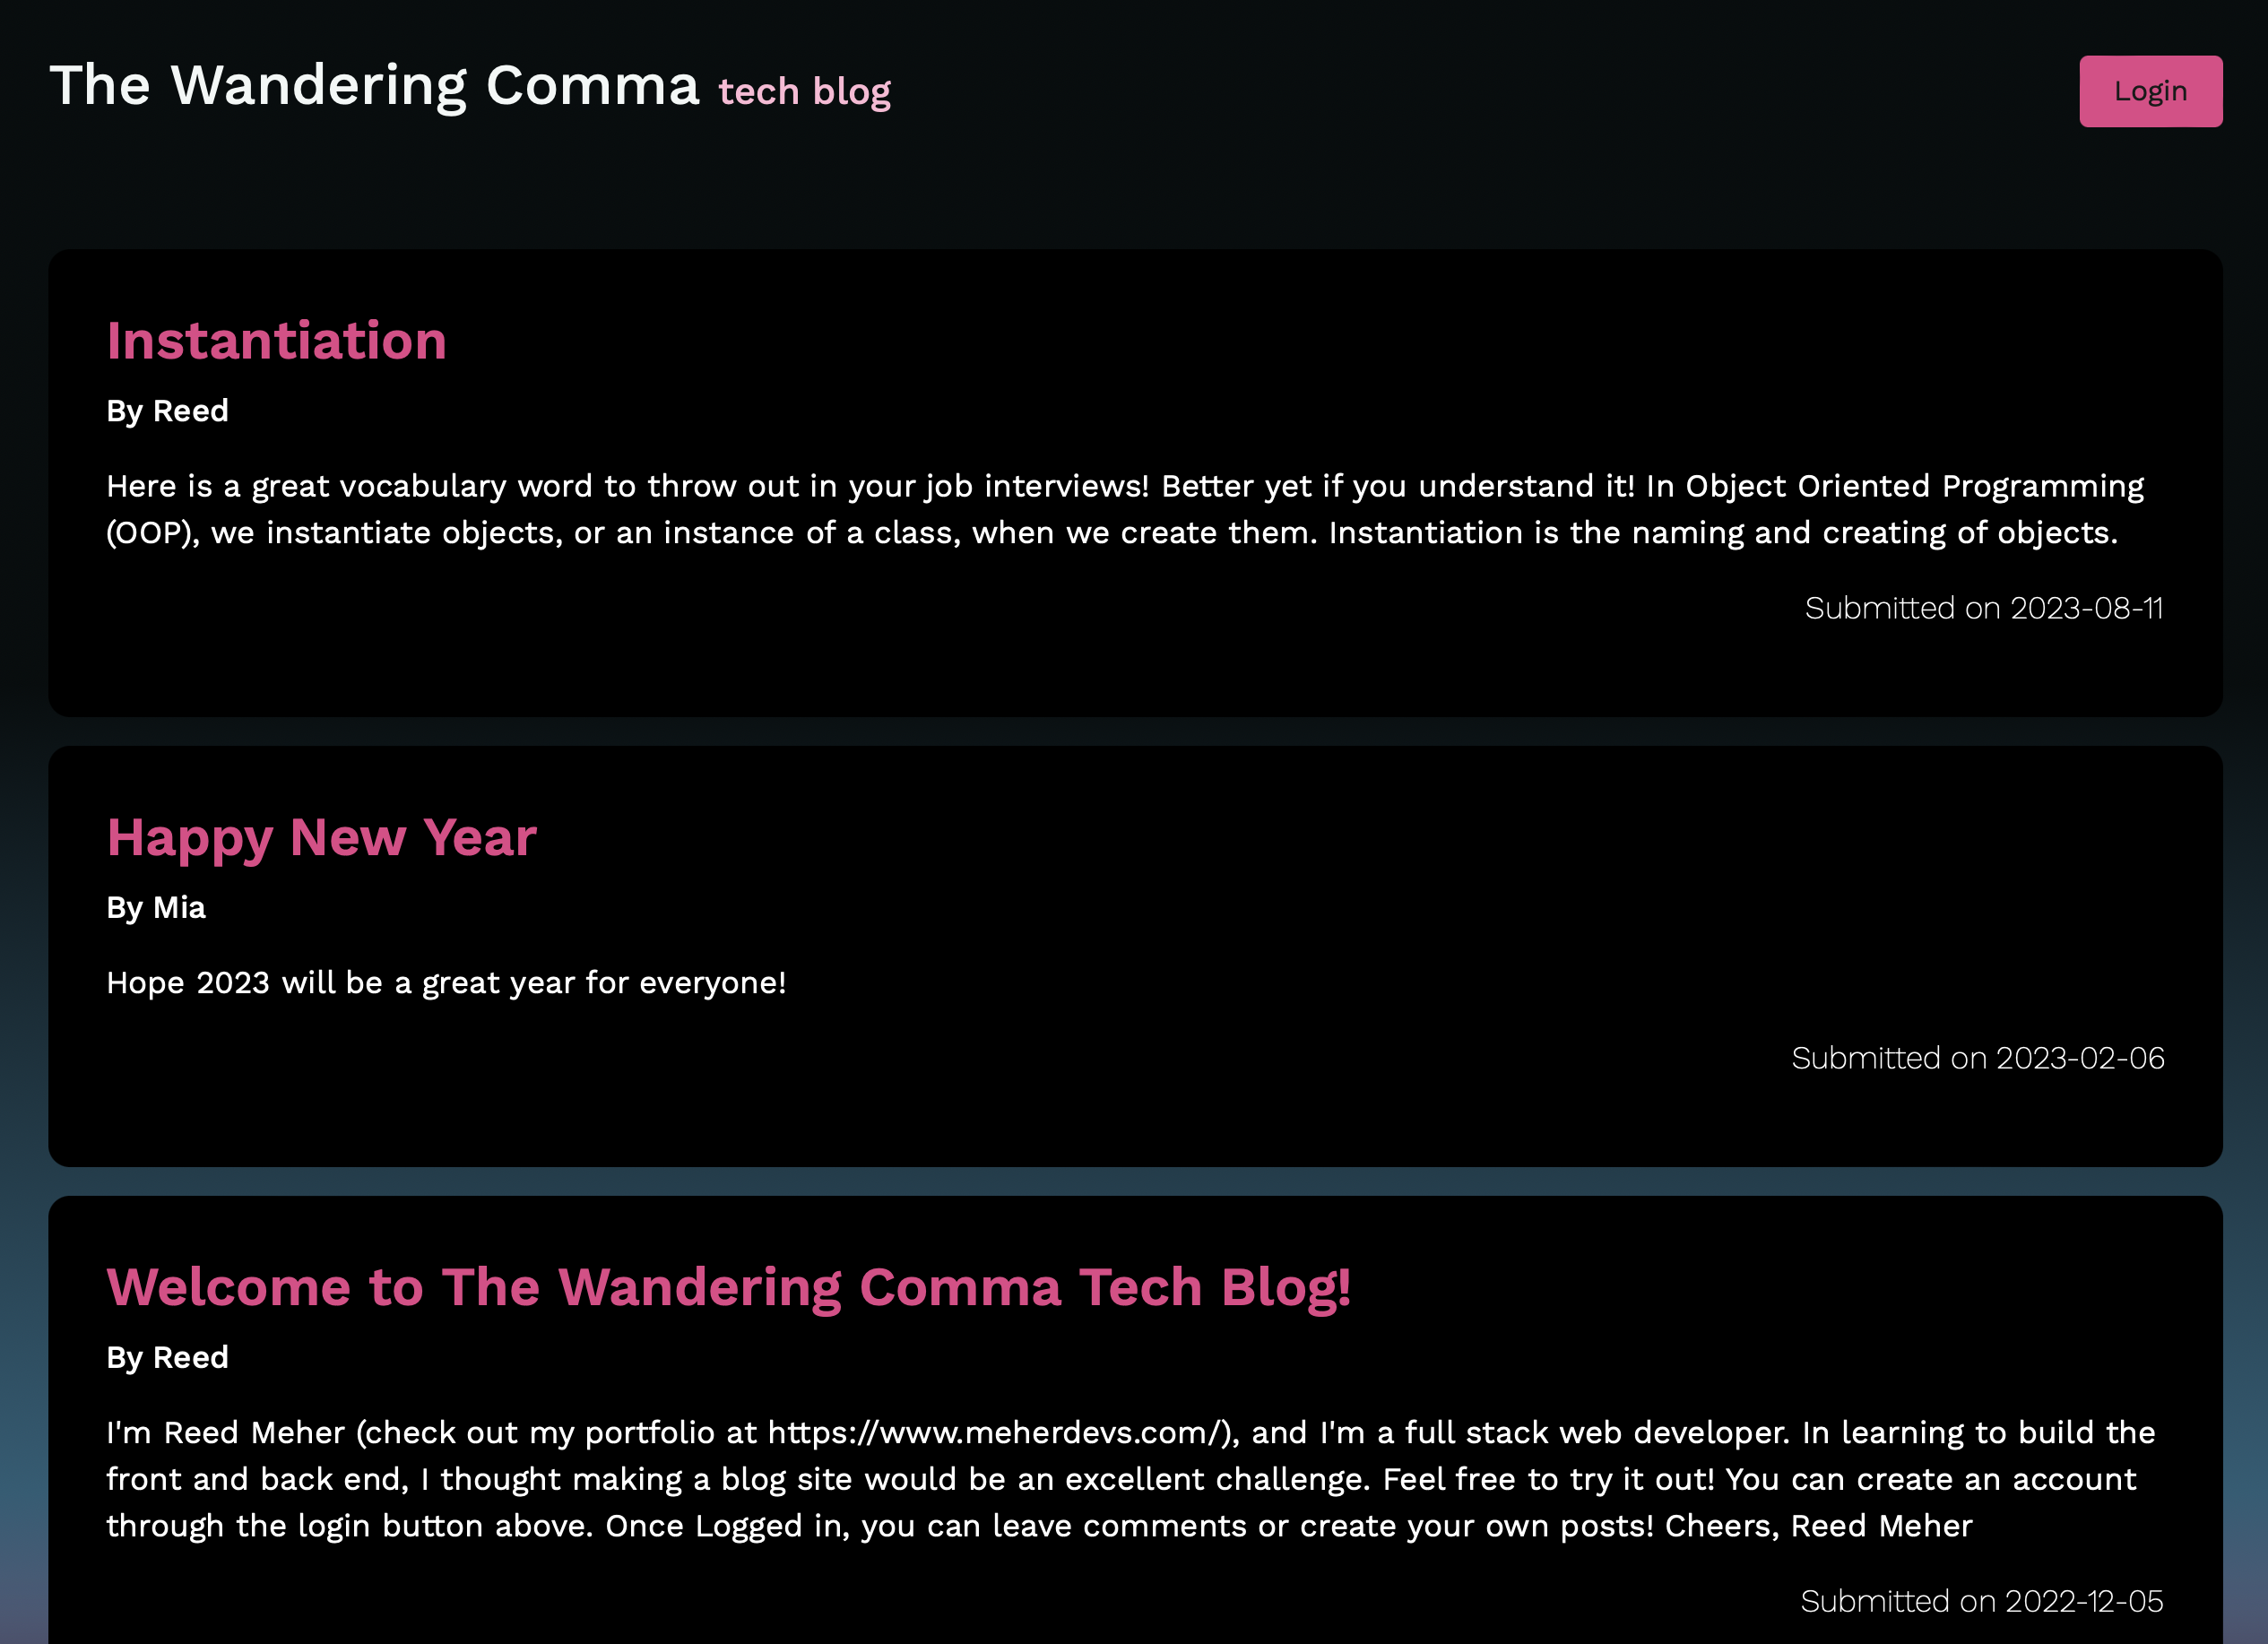 The Wandering Comma tech blog
Login
Instantiation
By Reed
Here is a great vocabulary word to throw out in your job interviews! Better yet if you understand it! In Object Oriented Programming
(OOP), we instantiate objects, or an instance of a class, when we create them. Instantiation is the naming and creating of objects.
Submitted on 2023-08-11
Happy New Year
By Mia
Hope 2023 will be a great year for everyone!
Submitted on 2023-02-06
Welcome to The Wandering Comma Tech Blog!
By Reed
I'm Reed Meher (check out my portfolio at https://www.meherdevs.com/), and I'm a full stack web developer. In learning to build the
front and back end, I thought making a blog site would be an excellent challenge. Feel free to try it out! You can create an account
through the login button above. Once Logged in, you can leave comments or create your own posts! Cheers, Reed Meher
Submitted on 2022-12-05